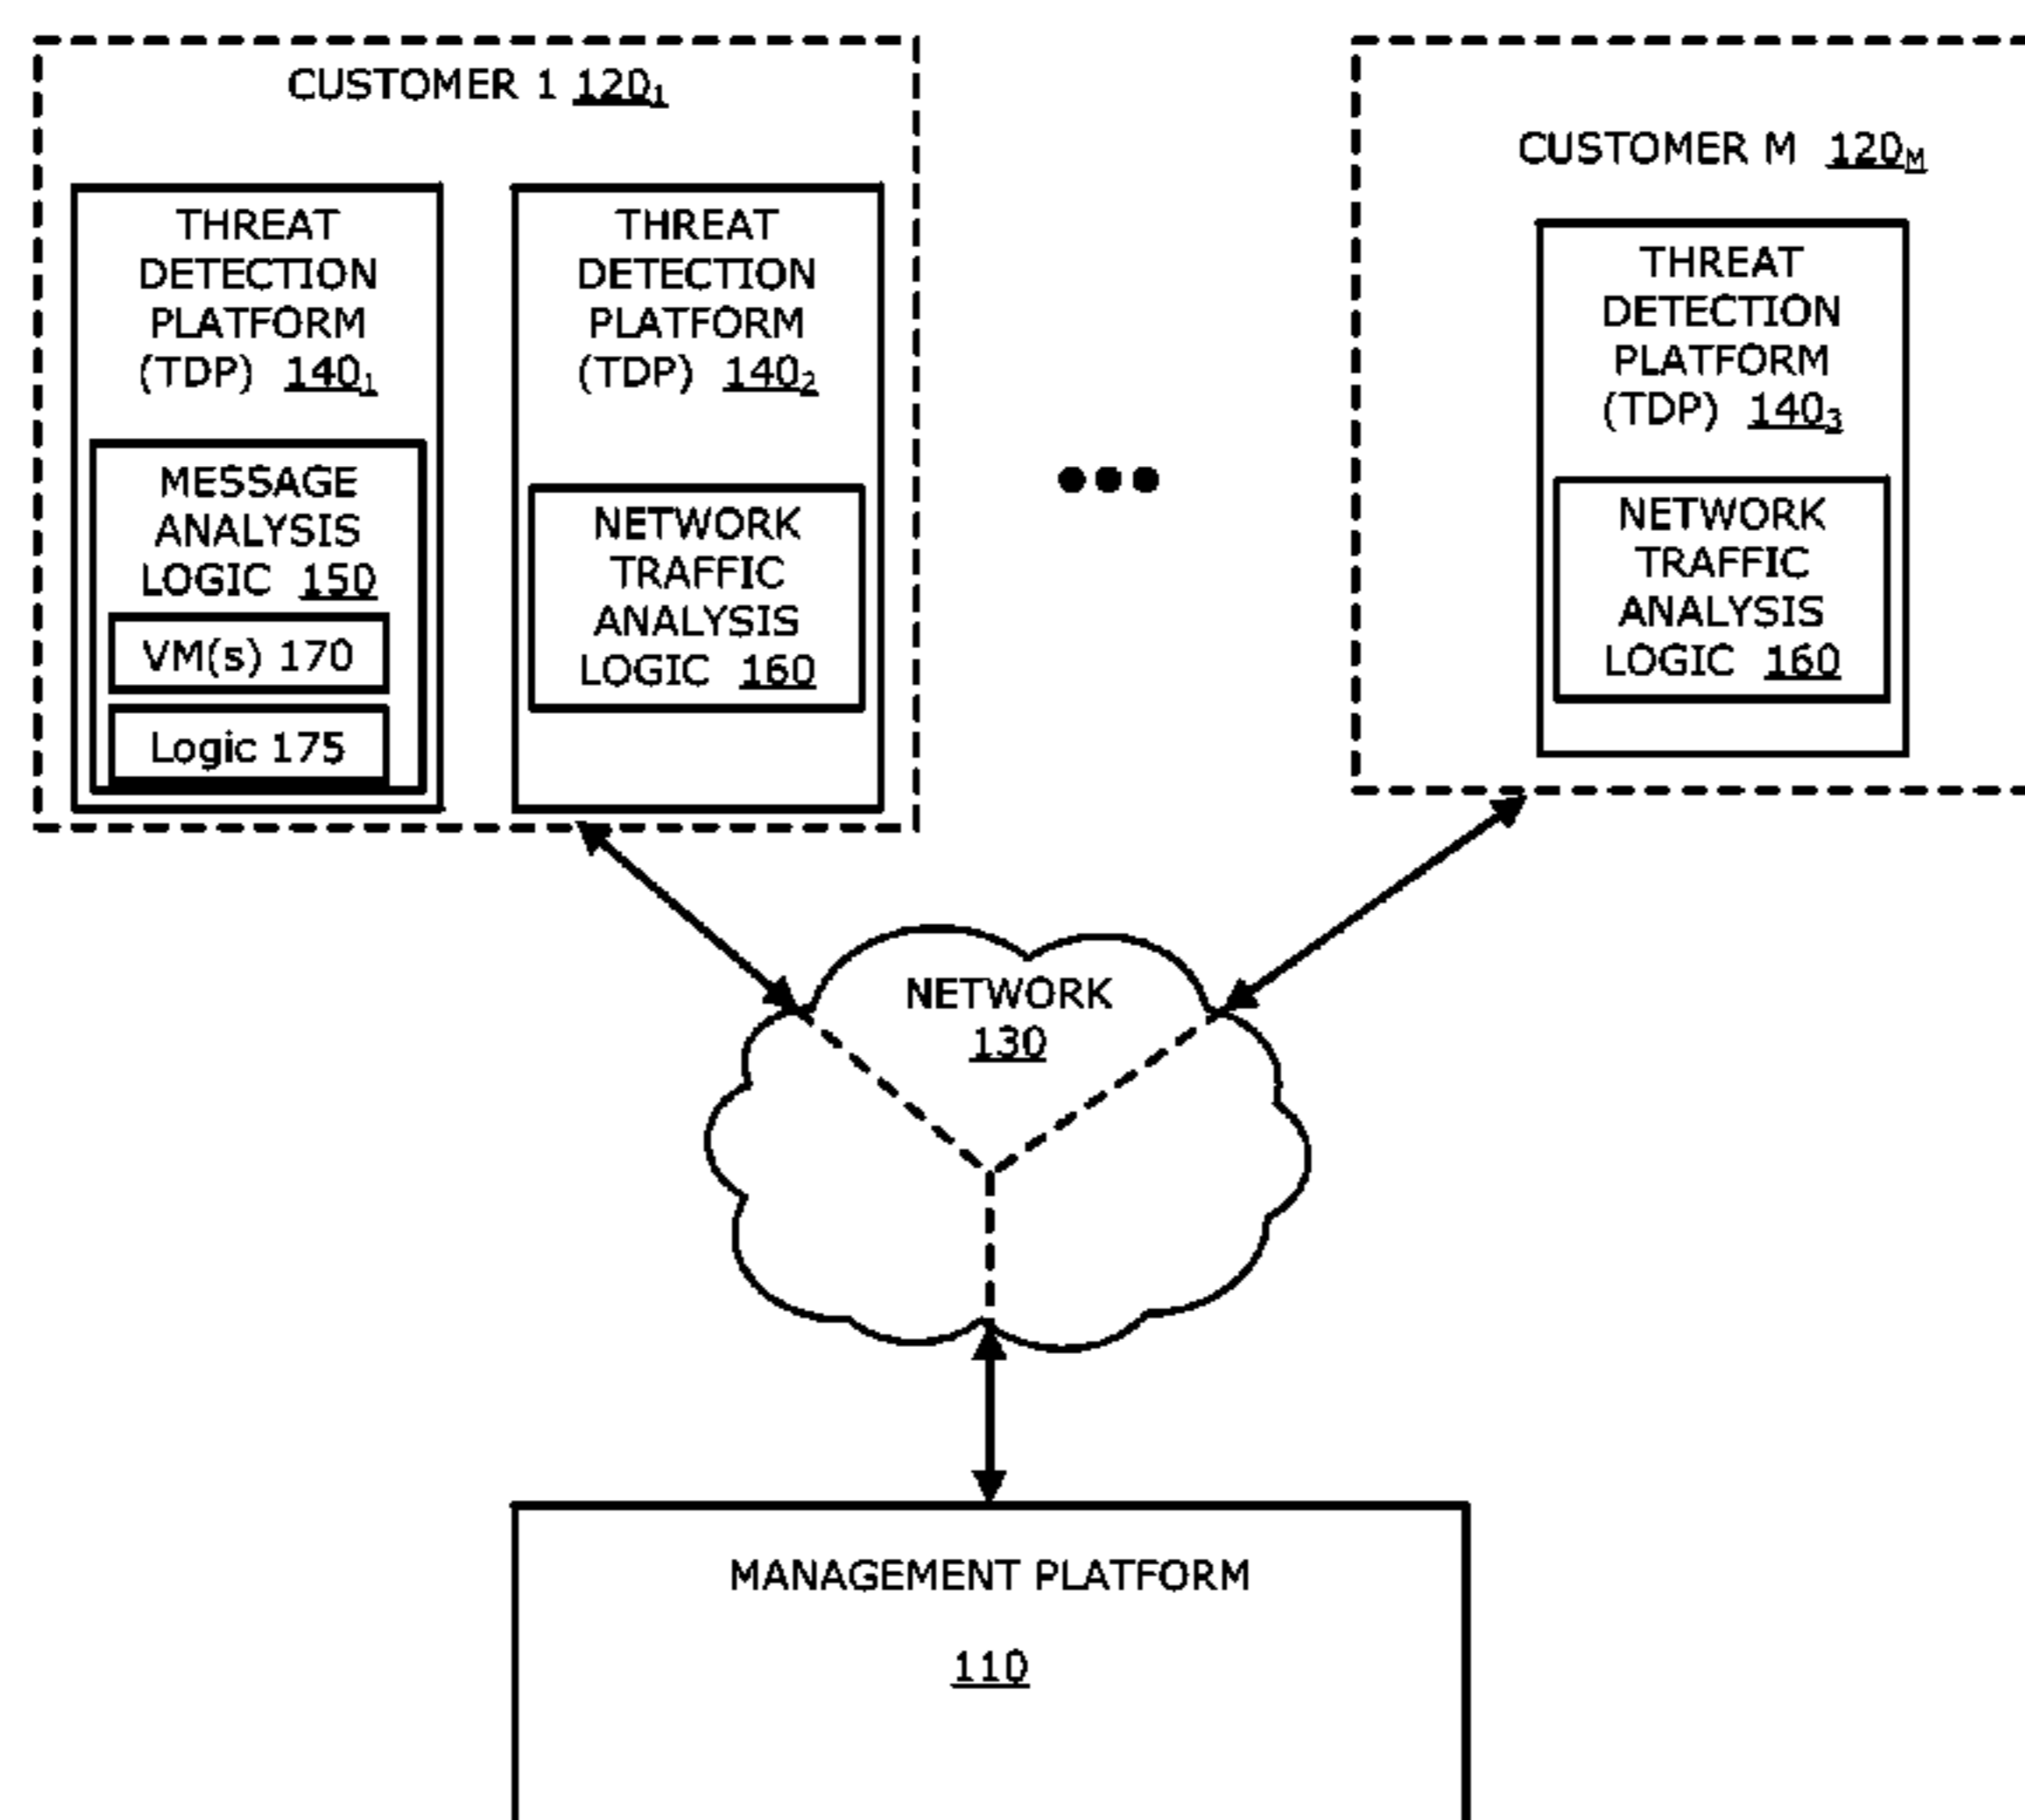 CUSTOMER 1 120₁
THREAT
DETECTION
PLATFORM
(TDP) 140₁
MESSAGE
ANALYSIS
LOGIC 150
VM(s) 170
Logic 175
THREAT
DETECTION
PLATFORM
(TDP) 140₂
NETWORK
TRAFFIC
ANALYSIS
LOGIC 160
CUSTOMER M 120M
THREAT
DETECTION
PLATFORM
(TDP) 140₃
NETWORK
TRAFFIC
ANALYSIS
LOGIC 160
NETWORK
130
MANAGEMENT PLATFORM
110